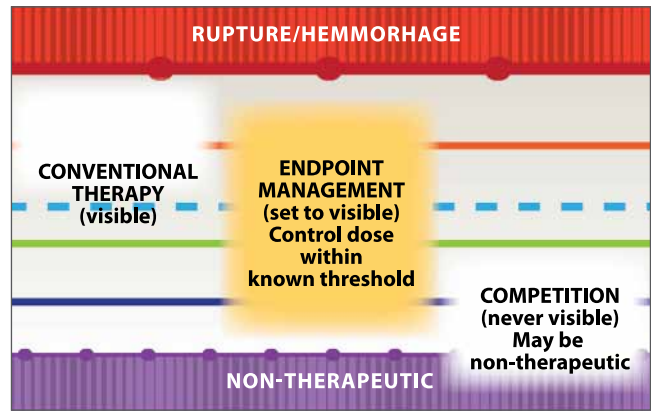 RUPTURE/HEMMORHAGE
CONVENTIONAL
THERAPY
(visible)
ENDPOINT
MANAGEMENT
(set to visible)
Control dose
within
known threshold
COMPETITION
(never visible)
May be
non-therapeutic
NON-THERAPEUTIC